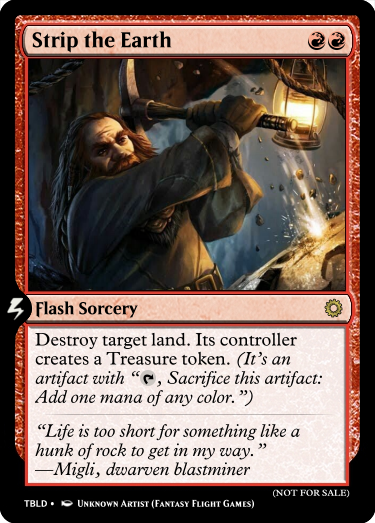 Strip the Earth
Flash Sorcery
Destroy target land. Its controller
creates a Treasure token. (It's an
artifact with “, Sacrifice this artifact:
Add one mana of any color.”)
“Life is too short for something like a
hunk of rock to get in my way.”
—Migli, dwarven blastminer
(NOT FOR SALE)
TBLD • Unknown Artist (Fantasy Flight Games)